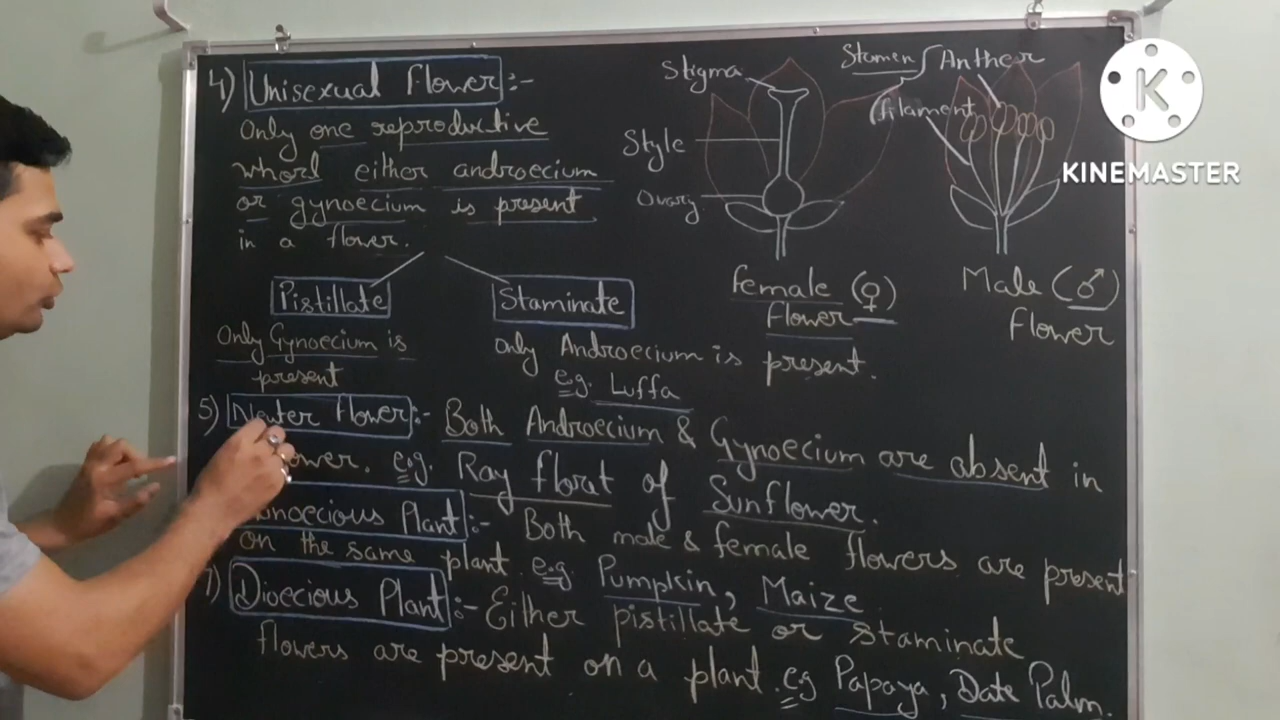 4) Unisexual Flower:-
Only one reproductive
whorl either androecium
or gynoecium is present
in a flower.
Pistillate
Only Gynoecium is
present
Staminate
only Androecium is present.
e.g. Luffa
Stigma
Style
Ovary
Female (♀)
Flower
Stamen
Anther
filament
Male (♂)
Flower
5) Neuter Flower:- Both Androecium & Gynoecium are absent in
e.g. Ray florat of Sunflower.
Plant:- Both male & female flowers are present
on the same plant e.g. Pumpkin, Maize
7) Dioecious Plant:- Either pistillate or staminate
flowers are present on a plant. e.g Papaya, Date Palm.
K
KINEMASTER